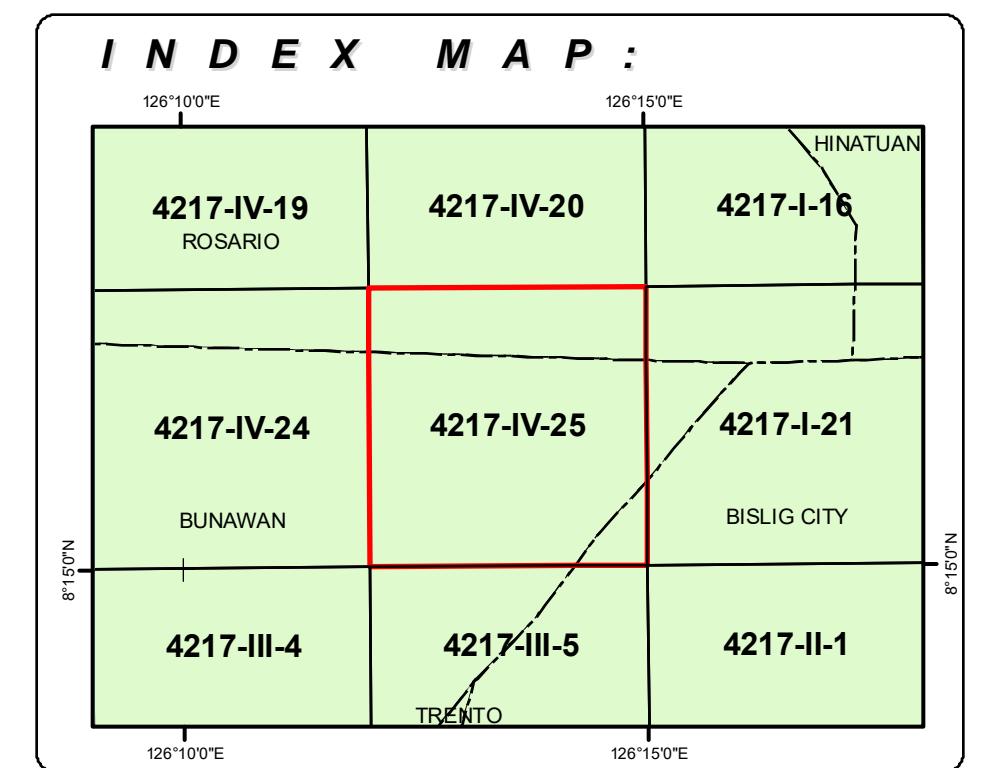 INDEX MAP:
126°10'0"E 126°15'0"E
HINATUAN
4217-IV-19 4217-IV-20 4217-I-16
ROSARIO
4217-IV-24 4217-IV-25 4217-I-21
BUNAWAN BISLIG CITY
8°15'0"N 8°15'0"N
4217-III-4 4217-III-5 4217-II-1
TRENTO
126°10'0"E 126°15'0"E